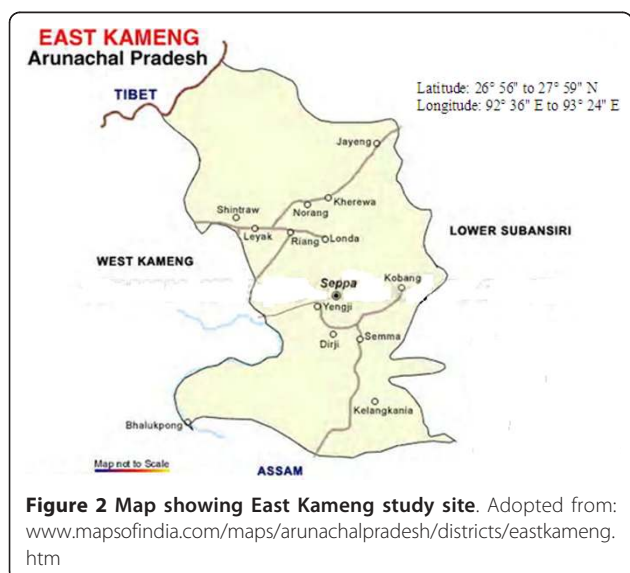 EAST KAMENG
Arunachal Pradesh
TIBET
Latitude: 26° 56" to 27° 59" N
Longitude: 92° 36" E to 93° 24" E
Jayeng
Kherewa
Norang
Shintraw
Leyak
Riang
Londa
LOWER SUBANSIRI
WEST KAMENG
Seppa
Kobang
Yengji
Dirji
Semma
Kelangkania
Bhalukpong
Map not to Scale
ASSAM
Figure 2 Map showing East Kameng study site. Adopted from:
www.mapsofindia.com/maps/arunachalpradesh/districts/eastkameng.
htm